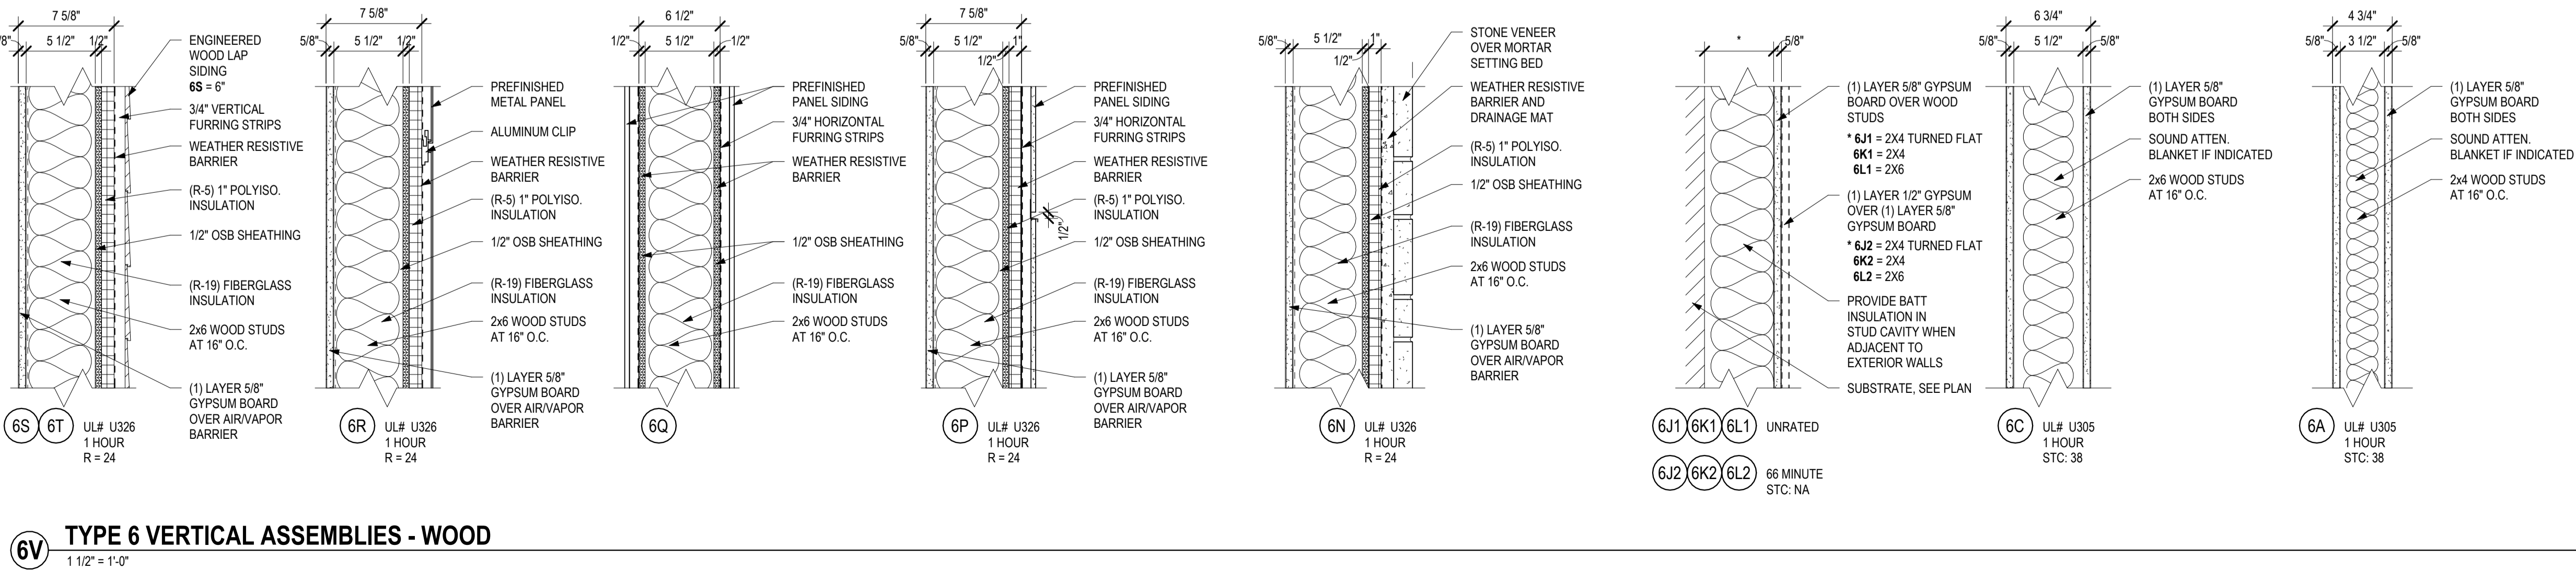 7 5/8"
/8"
5 1/2"
1/2"
ENGINEERED
WOOD LAP
SIDING
6S = 6"
3/4" VERTICAL
FURRING STRIPS
WEATHER RESISTIVE
BARRIER
(R-5) 1" POLYISO.
INSULATION
1/2" OSB SHEATHING
(R-19) FIBERGLASS
INSULATION
2x6 WOOD STUDS
AT 16" O.C.
(1) LAYER 5/8"
GYPSUM BOARD
OVER AIR/VAPOR
BARRIER
6S 6T
UL# U326
1 HOUR
R = 24
7 5/8"
5/8"
5 1/2"
1/2"
PREFINISHED
METAL PANEL
ALUMINUM CLIP
WEATHER RESISTIVE
BARRIER
(R-5) 1" POLYISO.
INSULATION
1/2" OSB SHEATHING
(R-19) FIBERGLASS
INSULATION
2x6 WOOD STUDS
AT 16" O.C.
(1) LAYER 5/8"
GYPSUM BOARD
OVER AIR/VAPOR
BARRIER
6R
UL# U326
1 HOUR
R = 24
6 1/2"
1/2"
5 1/2"
1/2"
PREFINISHED
PANEL SIDING
3/4" HORIZONTAL
FURRING STRIPS
WEATHER RESISTIVE
BARRIER
1/2" OSB SHEATHING
(R-19) FIBERGLASS
INSULATION
2x6 WOOD STUDS
AT 16" O.C.
6Q
7 5/8"
5/8"
5 1/2"
1"
1/2"
PREFINISHED
PANEL SIDING
3/4" HORIZONTAL
FURRING STRIPS
WEATHER RESISTIVE
BARRIER
(R-5) 1" POLYISO.
INSULATION
1/2"
1/2" OSB SHEATHING
(R-19) FIBERGLASS
INSULATION
2x6 WOOD STUDS
AT 16" O.C.
(1) LAYER 5/8"
GYPSUM BOARD
OVER AIR/VAPOR
BARRIER
6P
UL# U326
1 HOUR
R = 24
5/8"
5 1/2"
1"
1/2"
STONE VENEER
OVER MORTAR
SETTING BED
WEATHER RESISTIVE
BARRIER AND
DRAINAGE MAT
(R-5) 1" POLYISO.
INSULATION
1/2" OSB SHEATHING
(R-19) FIBERGLASS
INSULATION
2x6 WOOD STUDS
AT 16" O.C.
(1) LAYER 5/8"
GYPSUM BOARD
OVER AIR/VAPOR
BARRIER
6N
UL# U326
1 HOUR
R = 24
*
5/8"
(1) LAYER 5/8" GYPSUM
BOARD OVER WOOD
STUDS
* 6J1 = 2X4 TURNED FLAT
6K1 = 2X4
6L1 = 2X6
(1) LAYER 1/2" GYPSUM
OVER (1) LAYER 5/8"
GYPSUM BOARD
* 6J2 = 2X4 TURNED FLAT
6K2 = 2X4
6L2 = 2X6
PROVIDE BATT
INSULATION IN
STUD CAVITY WHEN
ADJACENT TO
EXTERIOR WALLS
SUBSTRATE, SEE PLAN
6J1 6K1 6L1 UNRATED
6J2 6K2 6L2 66 MINUTE
STC: NA
6 3/4"
5/8"
5 1/2"
5/8"
(1) LAYER 5/8"
GYPSUM BOARD
BOTH SIDES
SOUND ATTEN.
BLANKET IF INDICATED
2x6 WOOD STUDS
AT 16" O.C.
6C
UL# U305
1 HOUR
STC: 38
4 3/4"
5/8"
3 1/2"
5/8"
(1) LAYER 5/8"
GYPSUM BOARD
BOTH SIDES
SOUND ATTEN.
BLANKET IF INDICATED
2x4 WOOD STUDS
AT 16" O.C.
6A
UL# U305
1 HOUR
STC: 38
6V
TYPE 6 VERTICAL ASSEMBLIES - WOOD
1 1/2" = 1'-0"